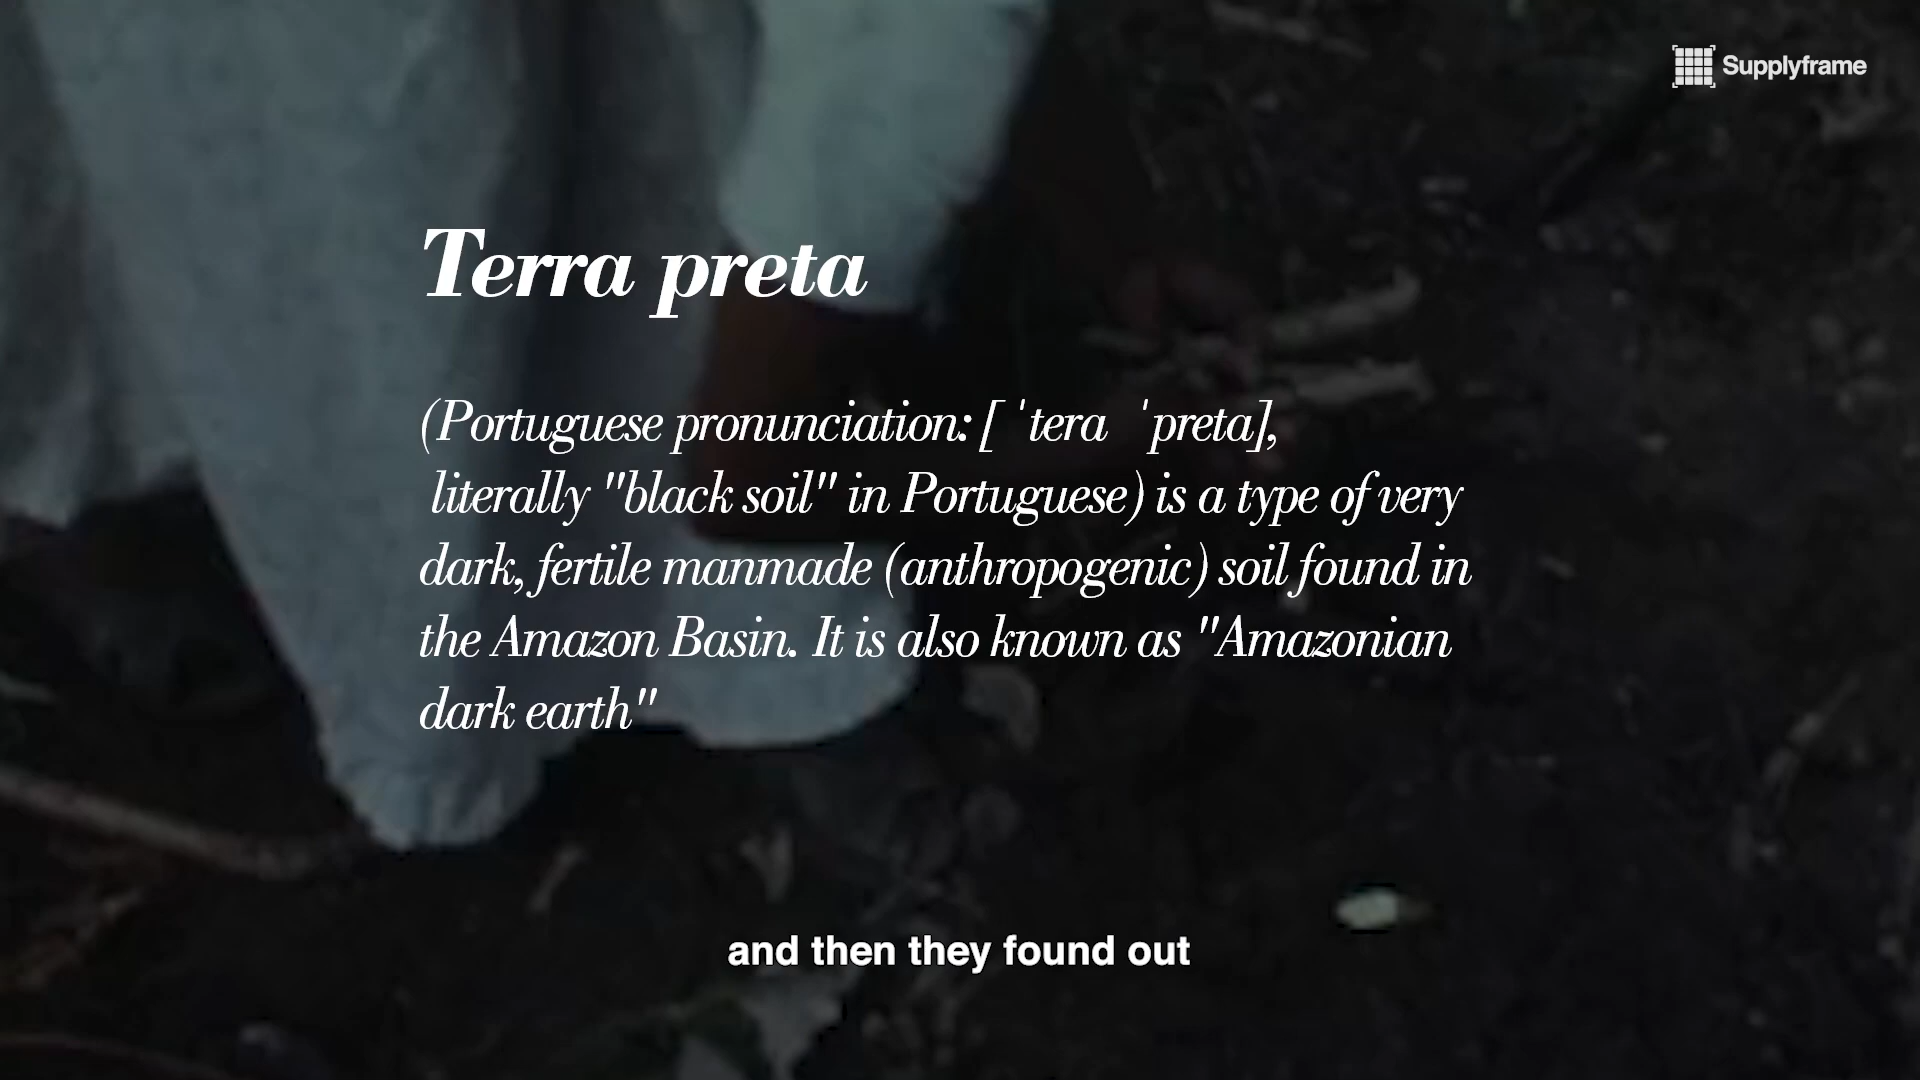 Supplyframe
Terra preta
(Portuguese pronunciation: [ ˈtera ˈpreta],
literally "black soil" in Portuguese) is a type of very
dark, fertile manmade (anthropogenic) soil found in
the Amazon Basin. It is also known as "Amazonian
dark earth"
and then they found out